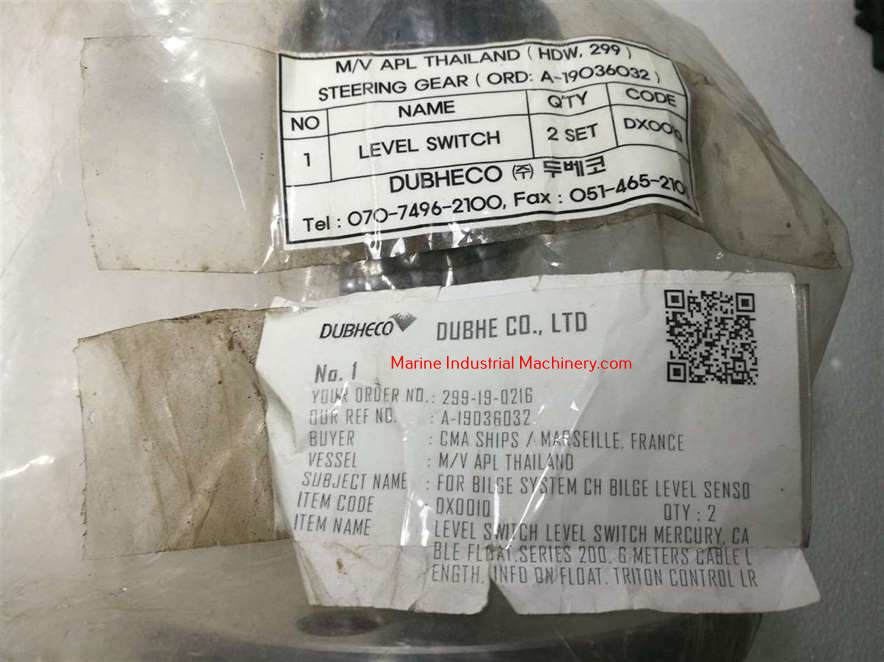 M/V APL THAILAND ( HDW, 299 )
STEERING GEAR ( ORD: A-19036032 )
NO NAME Q'TY CODE
1 LEVEL SWITCH 2 SET DX001Q
DUBHECO ㈜ 두베코
Tel : 070-7496-2100, Fax : 051-465-210
DUBHECO DUBHE CO., LTD
Marine Industrial Machinery.com
No. 1
YOUR ORDER NO. : 299-19-0216
OUR REF NO. : A-19036032
BUYER : CMA SHIPS / MARSEILLE, FRANCE
VESSEL : M/V APL THAILAND
SUBJECT NAME : FOR BILGE SYSTEM CH BILGE LEVEL SENSO
ITEM CODE : DX001Q QTY : 2
ITEM NAME : LEVEL SWITCH LEVEL SWITCH MERCURY, CA
BLE FLOAT,SERIES 200, 6 METERS CABLE L
ENGTH, INFO ON FLOAT, TRITON CONTROL LR